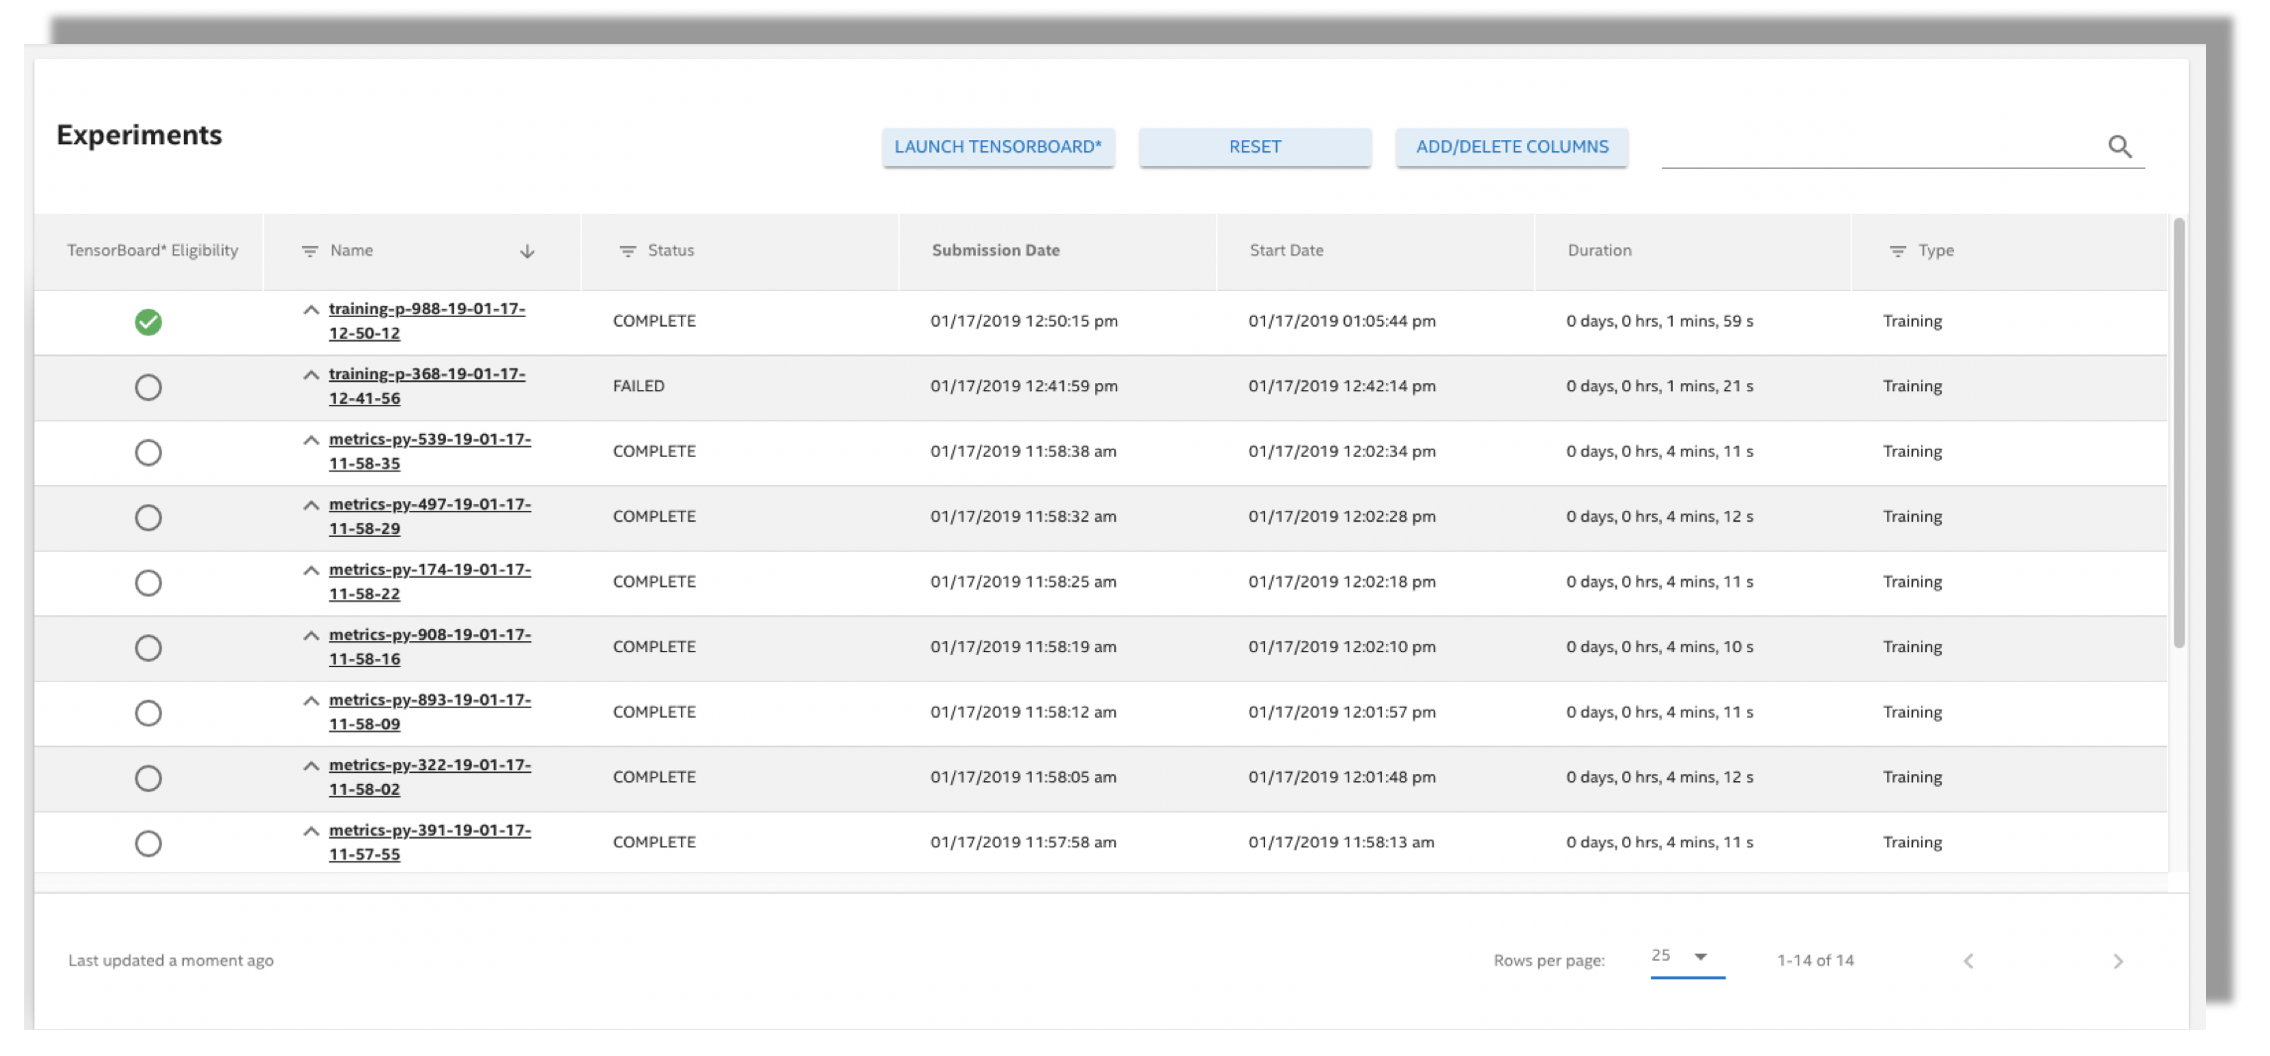 Experiments
LAUNCH TENSORBOARD* RESET ADD/DELETE COLUMNS
TensorBoard* Eligibility Name Status Submission Date Start Date Duration Type
training-p-988-19-01-17-
12-50-12 COMPLETE 01/17/2019 12:50:15 pm 01/17/2019 01:05:44 pm 0 days, 0 hrs, 1 mins, 59 s Training
training-p-368-19-01-17-
12-41-56 FAILED 01/17/2019 12:41:59 pm 01/17/2019 12:42:14 pm 0 days, 0 hrs, 1 mins, 21 s Training
metrics-py-539-19-01-17-
11-58-35 COMPLETE 01/17/2019 11:58:38 am 01/17/2019 12:02:34 pm 0 days, 0 hrs, 4 mins, 11 s Training
metrics-py-497-19-01-17-
11-58-29 COMPLETE 01/17/2019 11:58:32 am 01/17/2019 12:02:28 pm 0 days, 0 hrs, 4 mins, 12 s Training
metrics-py-174-19-01-17-
11-58-22 COMPLETE 01/17/2019 11:58:25 am 01/17/2019 12:02:18 pm 0 days, 0 hrs, 4 mins, 11 s Training
metrics-py-908-19-01-17-
11-58-16 COMPLETE 01/17/2019 11:58:19 am 01/17/2019 12:02:10 pm 0 days, 0 hrs, 4 mins, 10 s Training
metrics-py-893-19-01-17-
11-58-09 COMPLETE 01/17/2019 11:58:12 am 01/17/2019 12:01:57 pm 0 days, 0 hrs, 4 mins, 11 s Training
metrics-py-322-19-01-17-
11-58-02 COMPLETE 01/17/2019 11:58:05 am 01/17/2019 12:01:48 pm 0 days, 0 hrs, 4 mins, 12 s Training
metrics-py-391-19-01-17-
11-57-55 COMPLETE 01/17/2019 11:57:58 am 01/17/2019 11:58:13 am 0 days, 0 hrs, 4 mins, 11 s Training
Last updated a moment ago Rows per page: 25 1-14 of 14